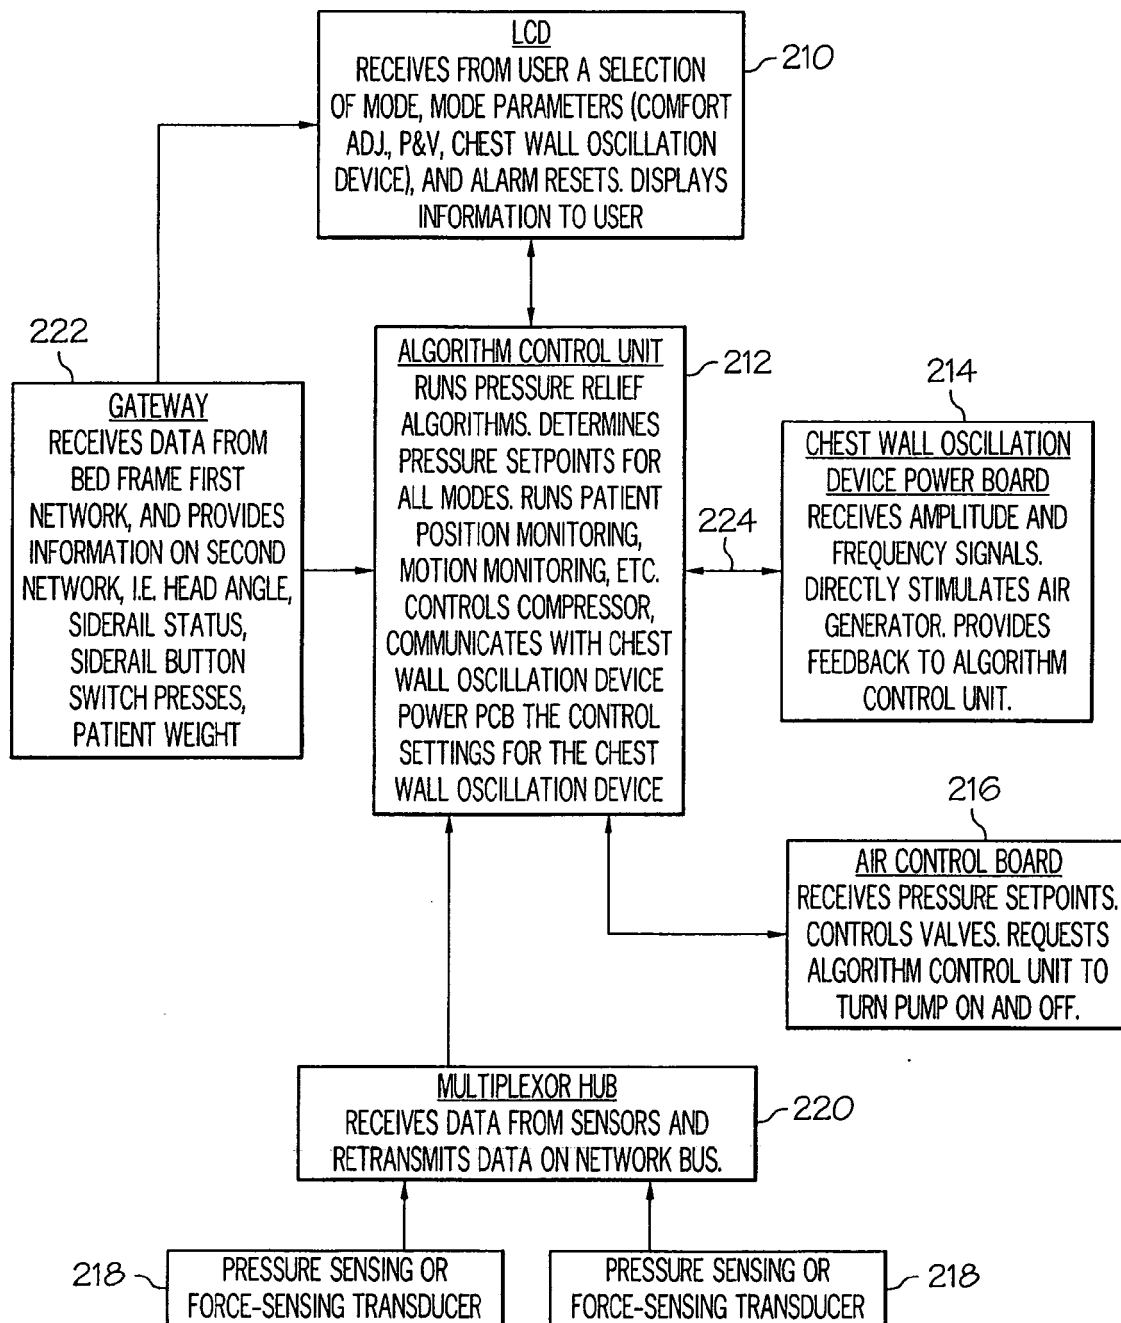 LCD
RECEIVES FROM USER A SELECTION
OF MODE, MODE PARAMETERS (COMFORT
ADJ., P&V, CHEST WALL OSCILLATION
DEVICE), AND ALARM RESETS. DISPLAYS
INFORMATION TO USER
210
222
GATEWAY
RECEIVES DATA FROM
BED FRAME FIRST
NETWORK, AND PROVIDES
INFORMATION ON SECOND
NETWORK, I.E. HEAD ANGLE,
SIDERAIL STATUS,
SIDERAIL BUTTON
SWITCH PRESSES,
PATIENT WEIGHT
ALGORITHM CONTROL UNIT
RUNS PRESSURE RELIEF
ALGORITHMS. DETERMINES
PRESSURE SETPOINTS FOR
ALL MODES. RUNS PATIENT
POSITION MONITORING,
MOTION MONITORING, ETC.
CONTROLS COMPRESSOR,
COMMUNICATES WITH CHEST
WALL OSCILLATION DEVICE
POWER PCB THE CONTROL
SETTINGS FOR THE CHEST
WALL OSCILLATION DEVICE
212
224
214
CHEST WALL OSCILLATION
DEVICE POWER BOARD
RECEIVES AMPLITUDE AND
FREQUENCY SIGNALS.
DIRECTLY STIMULATES AIR
GENERATOR. PROVIDES
FEEDBACK TO ALGORITHM
CONTROL UNIT.
216
AIR CONTROL BOARD
RECEIVES PRESSURE SETPOINTS.
CONTROLS VALVES. REQUESTS
ALGORITHM CONTROL UNIT TO
TURN PUMP ON AND OFF.
MULTIPLEXOR HUB
RECEIVES DATA FROM SENSORS AND
RETRANSMITS DATA ON NETWORK BUS.
220
218
PRESSURE SENSING OR
FORCE-SENSING TRANSDUCER
PRESSURE SENSING OR
FORCE-SENSING TRANSDUCER
218